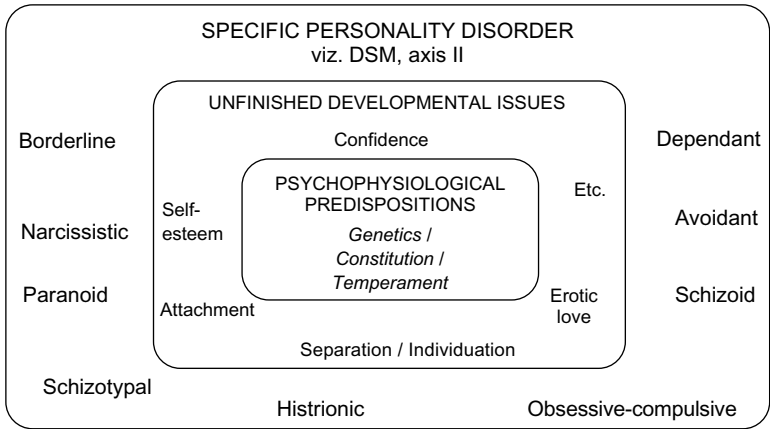 SPECIFIC PERSONALITY DISORDER
viz. DSM, axis II
UNFINISHED DEVELOPMENTAL ISSUES
Borderline
Confidence
Dependant
PSYCHOPHYSIOLOGICAL
PREDISPOSITIONS
Etc.
Self-
esteem
Narcissistic
Genetics /
Constitution /
Temperament
Avoidant
Paranoid
Attachment
Erotic
love
Schizoid
Separation / Individuation
Schizotypal
Histrionic
Obsessive-compulsive